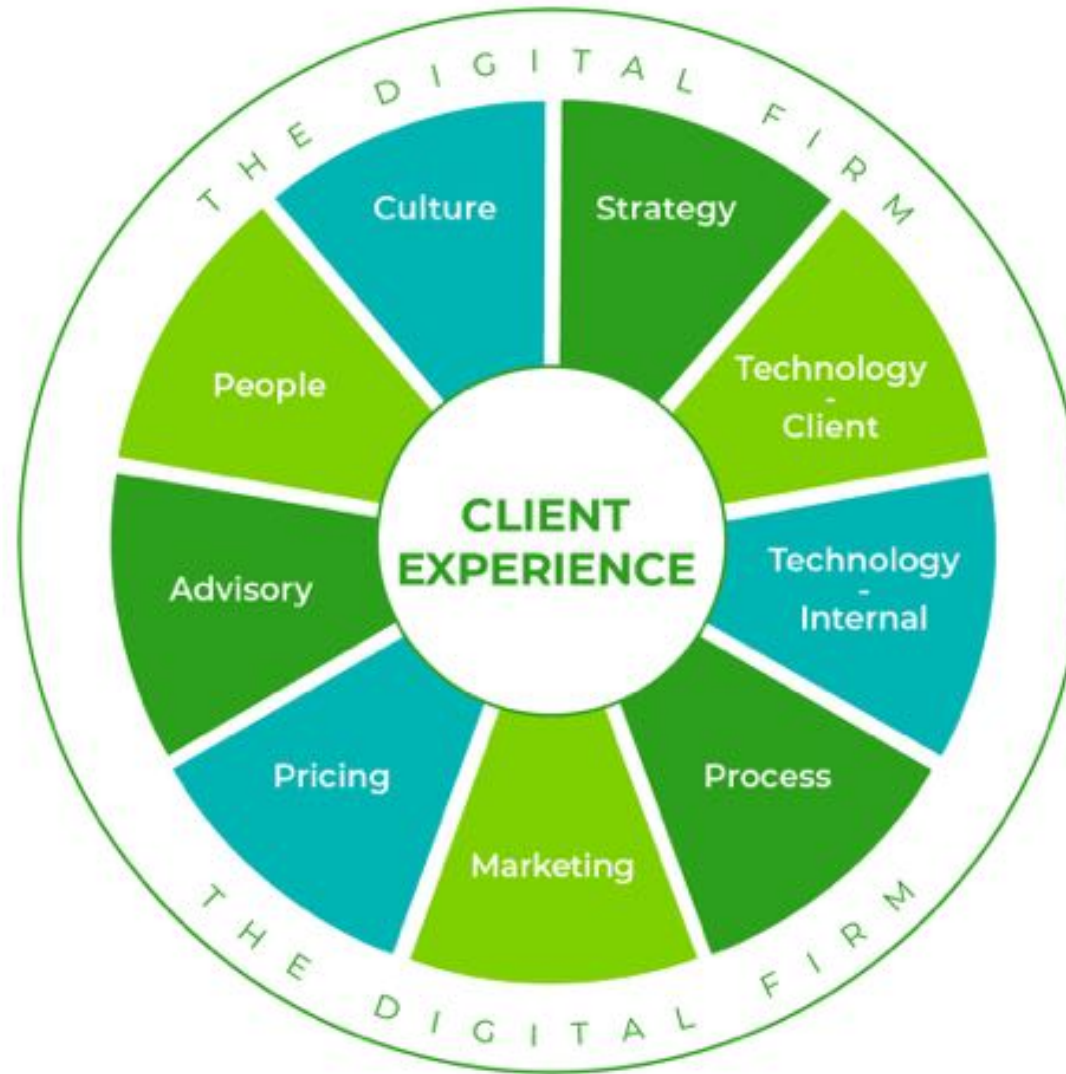 THE DIGITAL FIRM
Culture
Strategy
People
Technology
-
Client
CLIENT
EXPERIENCE
Technology
-
Internal
Advisory
Pricing
Process
Marketing
THE DIGITAL FIRM